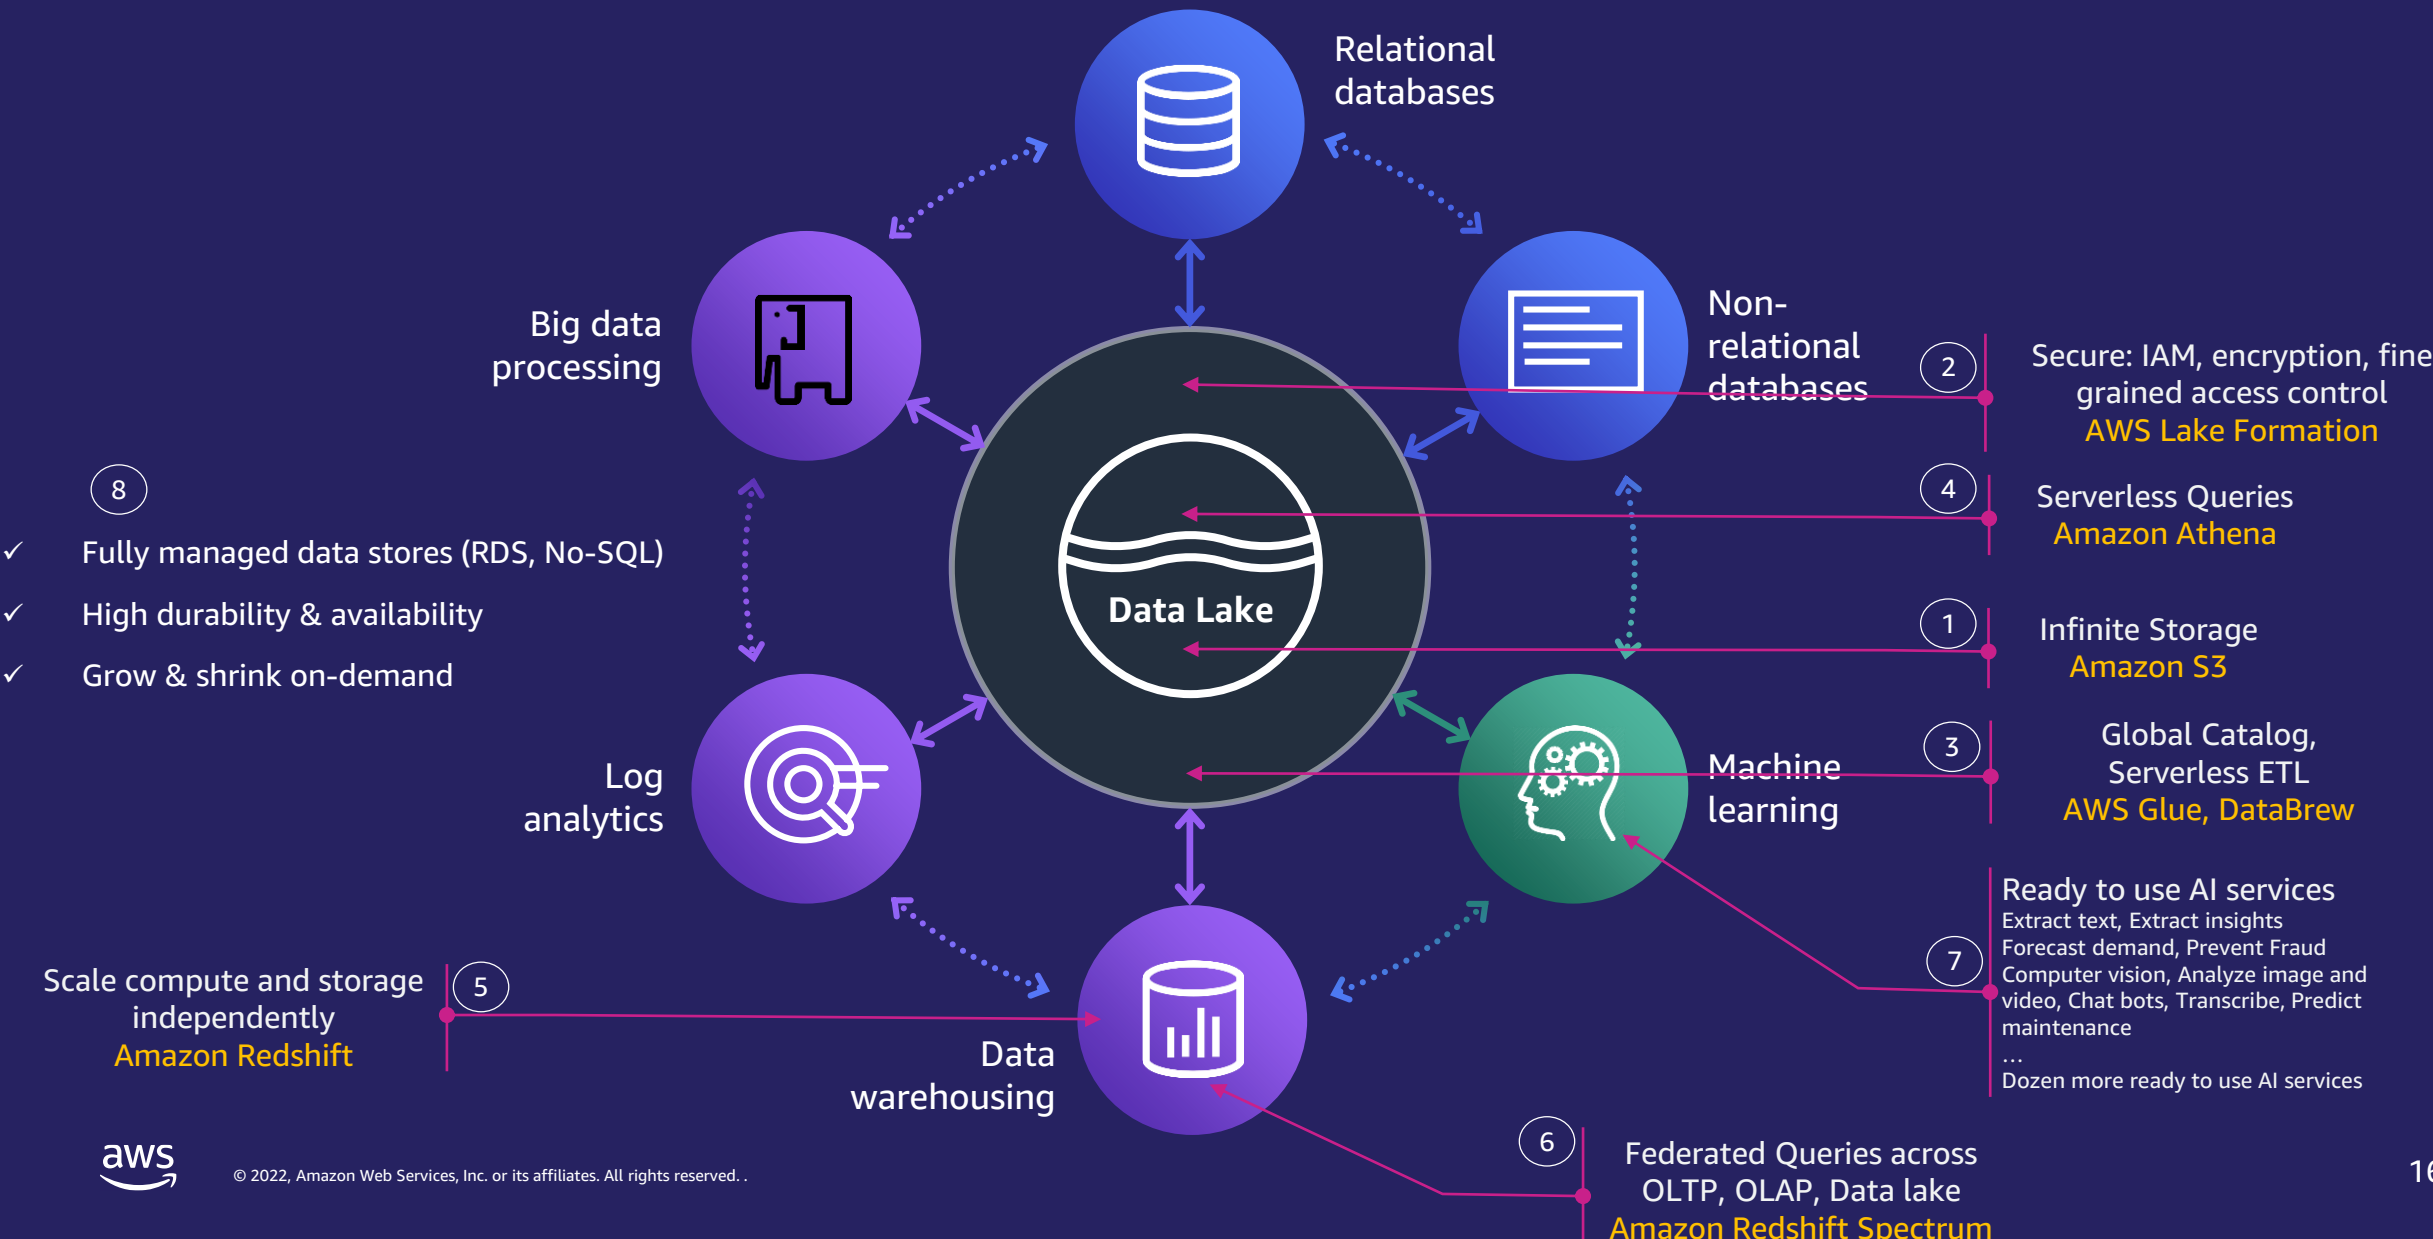 Relational
databases
Big data
processing
Non-
relational
databases
2
Secure: IAM, encryption, fine
grained access control
AWS Lake Formation
8
✓ Fully managed data stores (RDS, No-SQL)
✓ High durability & availability
✓ Grow & shrink on-demand
4
Serverless Queries
Amazon Athena
Data Lake
1
Infinite Storage
Amazon S3
3
Global Catalog,
Serverless ETL
AWS Glue, DataBrew
Log
analytics
Machine
learning
7
Ready to use AI services
Extract text, Extract insights
Forecast demand, Prevent Fraud
Computer vision, Analyze image and
video, Chat bots, Transcribe, Predict
maintenance
...
Dozen more ready to use AI services
Scale compute and storage
independently
Amazon Redshift
5
Data
warehousing
6
Federated Queries across
OLTP, OLAP, Data lake
Amazon Redshift Spectrum
aws
© 2022, Amazon Web Services, Inc. or its affiliates. All rights reserved. .